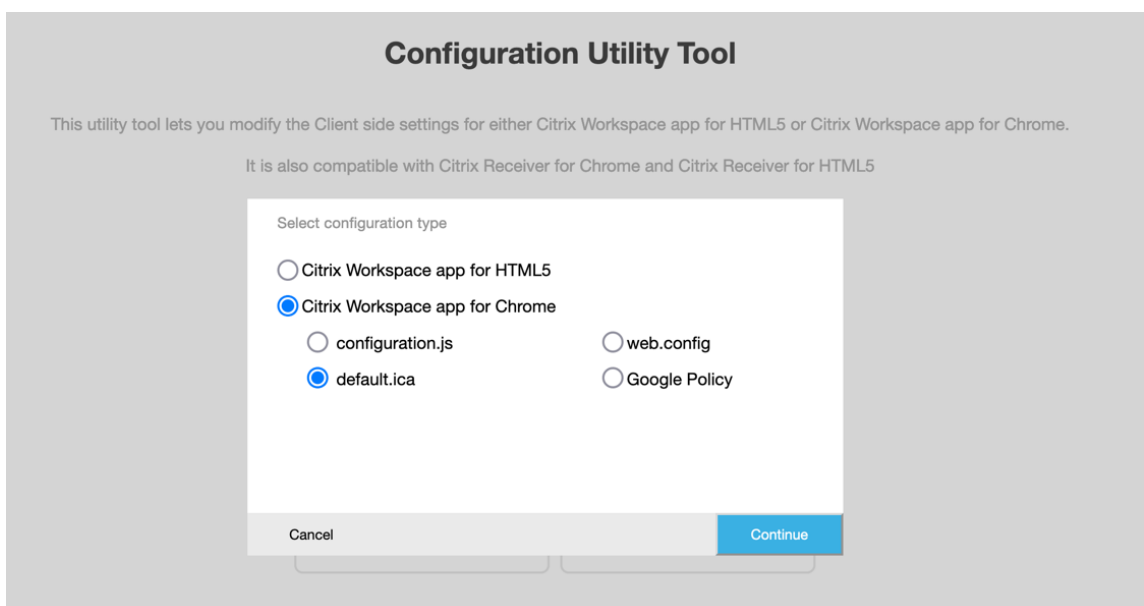 Configuration Utility Tool
This utility tool lets you modify the Client side settings for either Citrix Workspace app for HTML5 or Citrix Workspace app for Chrome.
It is also compatible with Citrix Receiver for Chrome and Citrix Receiver for HTML5
Select configuration type
Citrix Workspace app for HTML5
Citrix Workspace app for Chrome
configuration.js web.config
default.ica Google Policy
Cancel Continue